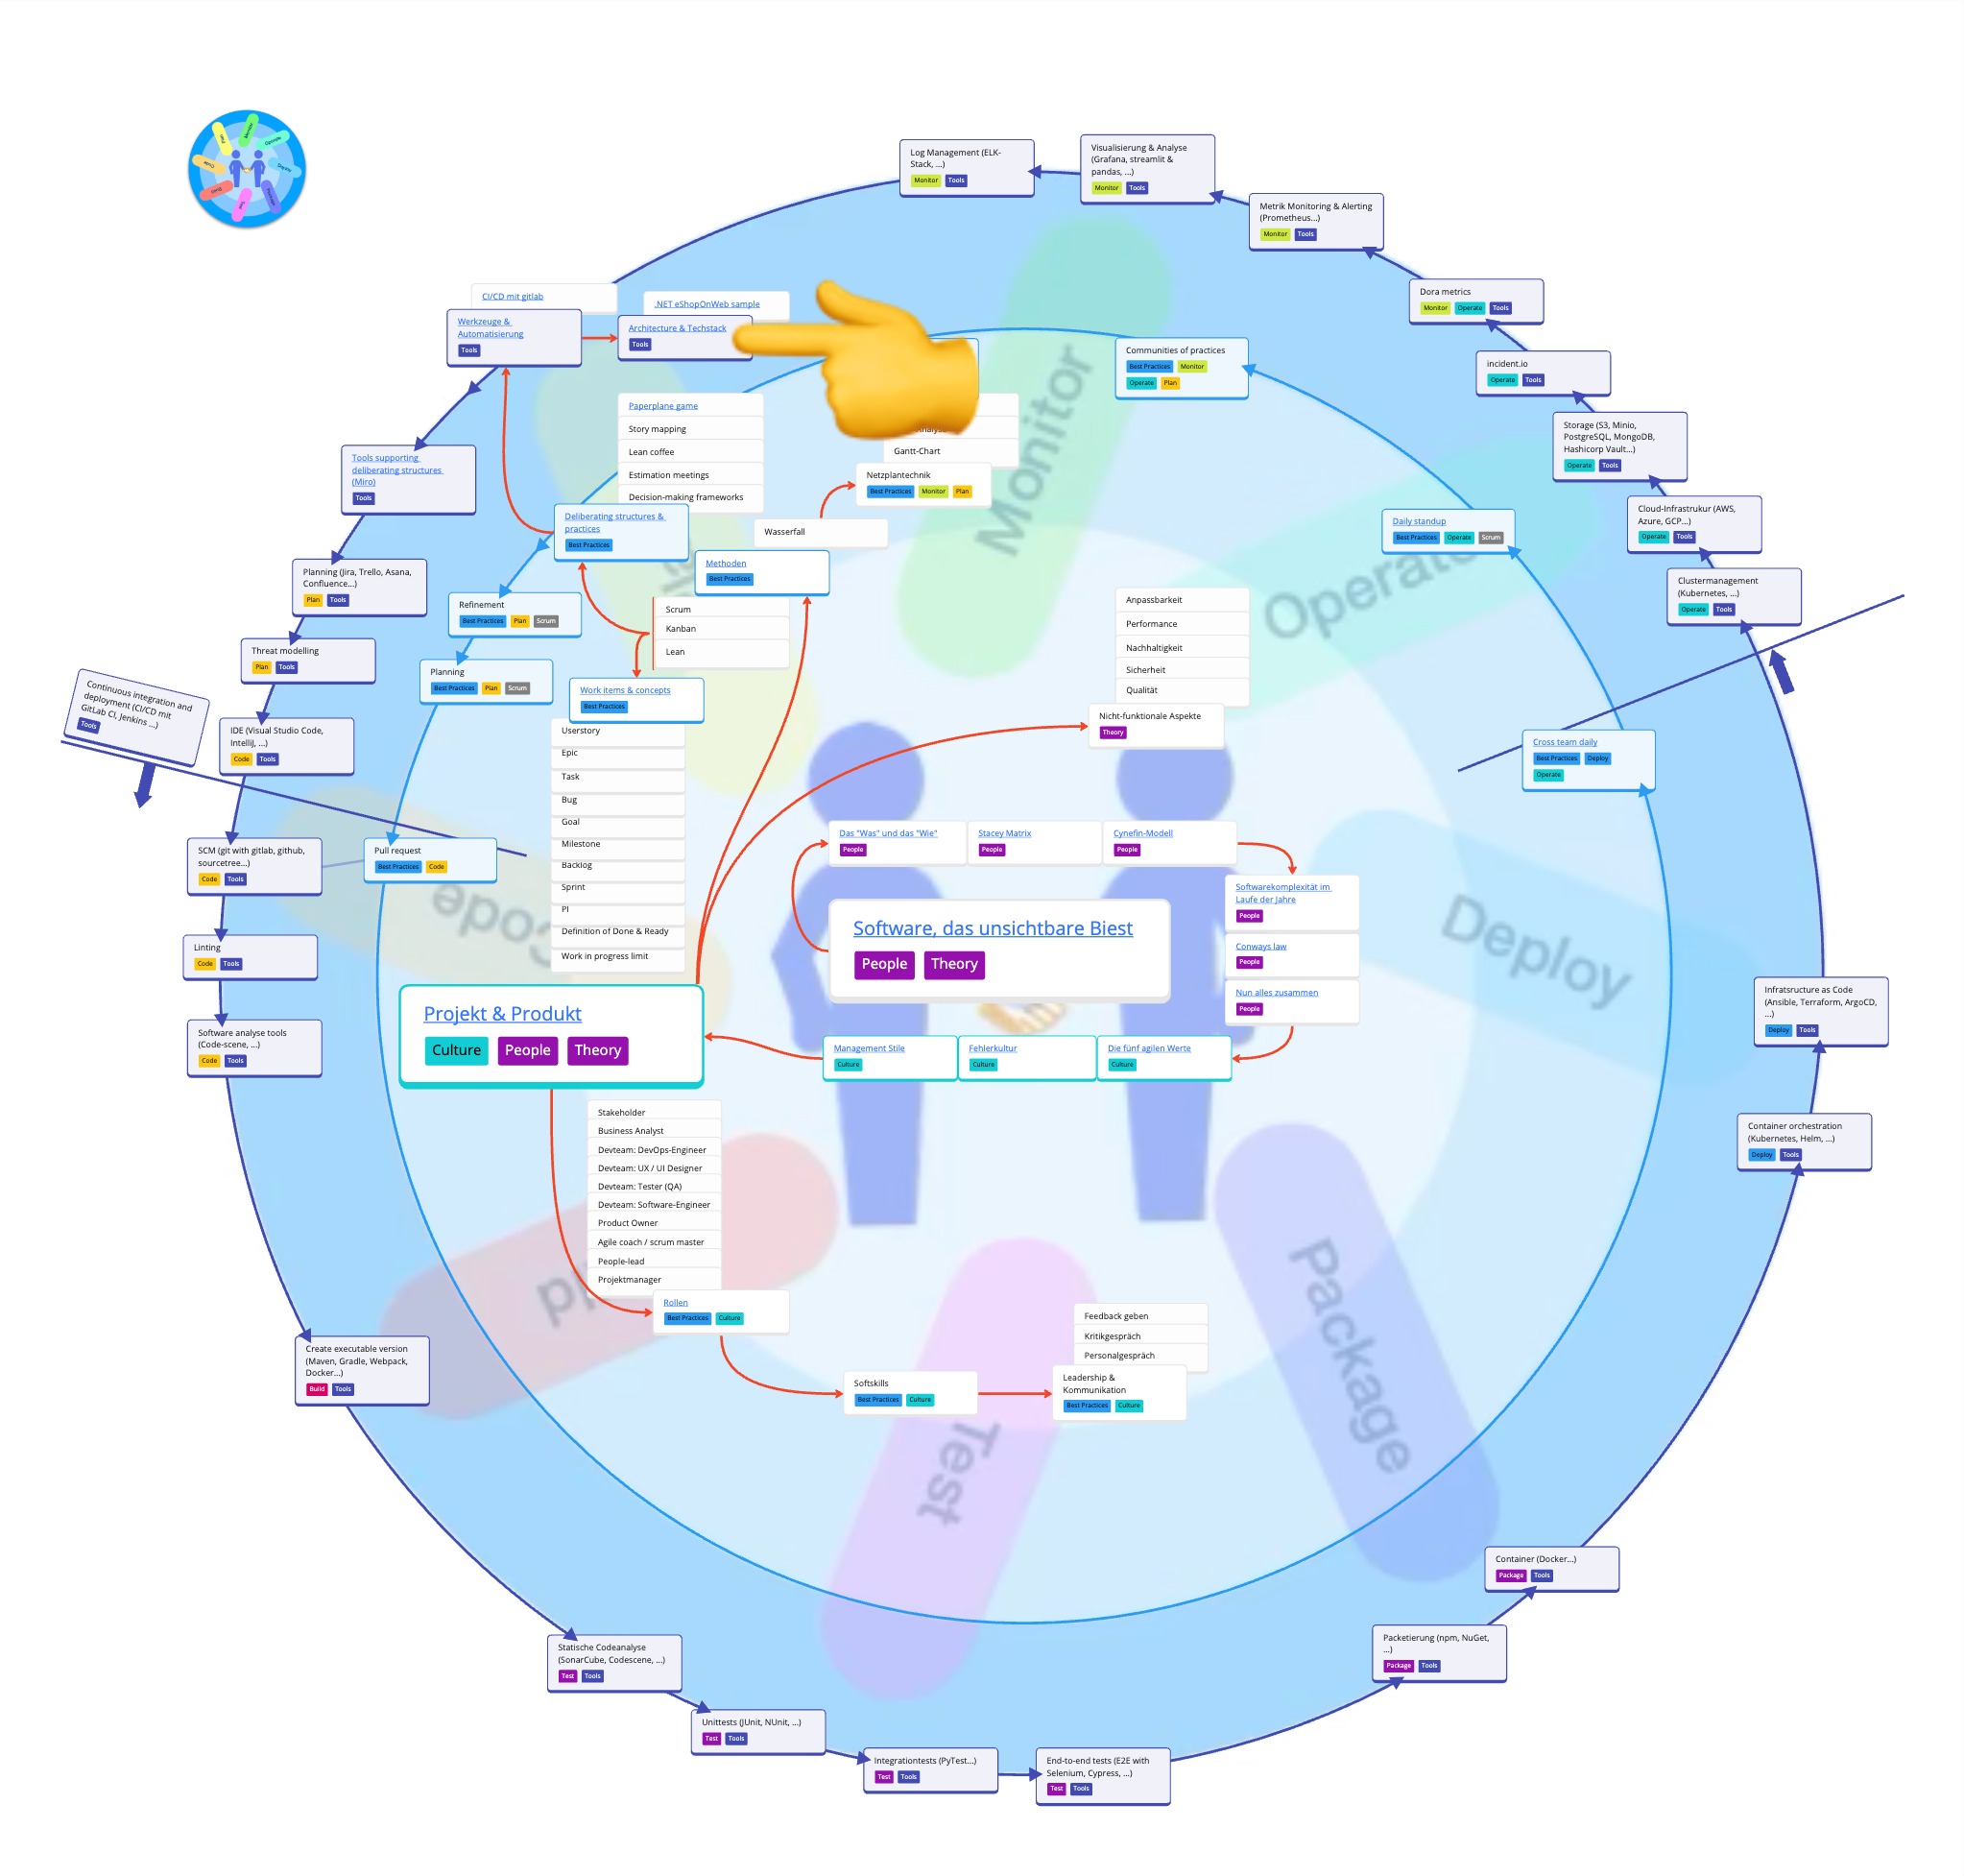 Log Management (ELK-
Stack, ...)
Monitor Tools
Visualisierung & Analyse
(Grafana, streamlit &
pandas, ...)
Monitor Tools
Metrik Monitoring & Alerting
(Prometheus...)
Monitor Tools
Dora metrics
Monitor Operate Tools
incident.io
Operate Tools
Storage (S3, Minio,
PostgreSQL, MongoDB,
Hashicorp Vault...)
Operate Tools
Cloud-Infrastrukur (AWS,
Azure, GCP...)
Operate Tools
Clustermanagement
(Kubernetes, ...)
Operate Tools
CI/CD mit gitlab
Werkzeuge &
Automatisierung
Tools
.NET eShopOnWeb sample
Architecture & Techstack
Tools
Communities of practices
Best Practices Monitor
Operate Plan
Daily standup
Best Practices Operate Scrum
Cross team daily
Best Practices Deploy
Operate
Tools supporting
deliberating structures
(Miro)
Tools
Planning (Jira, Trello, Asana,
Confluence...)
Plan Tools
Threat modelling
Plan Tools
Continuous integration and
deployment (CI/CD mit
GitLab CI, Jenkins ...)
Tools
IDE (Visual Studio Code,
IntelliJ, ...)
Code Tools
SCM (git with gitlab, github,
sourcetree...)
Code Tools
Linting
Code Tools
Software analyse tools
(Code-scene, ...)
Code Tools
Paperplane game
Story mapping
Lean coffee
Estimation meetings
Decision-making frameworks
Deliberating structures &
practices
Best Practices
Gantt-Chart
Netzplantechnik
Best Practices Monitor Plan
Wasserfall
Methoden
Best Practices
Refinement
Best Practices Plan Scrum
Planning
Best Practices Plan Scrum
Pull request
Best Practices Code
Scrum
Kanban
Lean
Work items & concepts
Best Practices
Userstory
Epic
Task
Bug
Goal
Milestone
Backlog
Sprint
PI
Definition of Done & Ready
Work in progress limit
Anpassbarkeit
Performance
Nachhaltigkeit
Sicherheit
Qualität
Nicht-funktionale Aspekte
Theory
Das "Was" und das "Wie"
People
Stacey Matrix
People
Cynefin-Modell
People
Softwarekomplexität im
Laufe der Jahre
People
Conways law
People
Nun alles zusammen
People
Software, das unsichtbare Biest
People Theory
Projekt & Produkt
Culture People Theory
Management Stile
Culture
Fehlerkultur
Culture
Die fünf agilen Werte
Culture
Stakeholder
Business Analyst
Devteam: DevOps-Engineer
Devteam: UX / UI Designer
Devteam: Tester (QA)
Devteam: Software-Engineer
Product Owner
Agile coach / scrum master
People-lead
Projektmanager
Rollen
Best Practices Culture
Softskills
Best Practices Culture
Feedback geben
Kritikgespräch
Personalgespräch
Leadership &
Kommunikation
Best Practices Culture
Monitor
Operate
Deploy
Package
Test
Code
Infratsructure as Code
(Ansible, Terraform, ArgoCD,
...)
Deploy Tools
Container orchestration
(Kubernetes, Helm, ...)
Deploy Tools
Container (Docker...)
Package Tools
Packetierung (npm, NuGet,
...)
Package Tools
Create executable version
(Maven, Gradle, Webpack,
Docker...)
Build Tools
Statische Codeanalyse
(SonarCube, Codescene, ...)
Test Tools
Unittests (JUnit, NUnit, ...)
Test Tools
Integrationtests (PyTest...)
Test Tools
End-to-end tests (E2E with
Selenium, Cypress, ...)
Test Tools